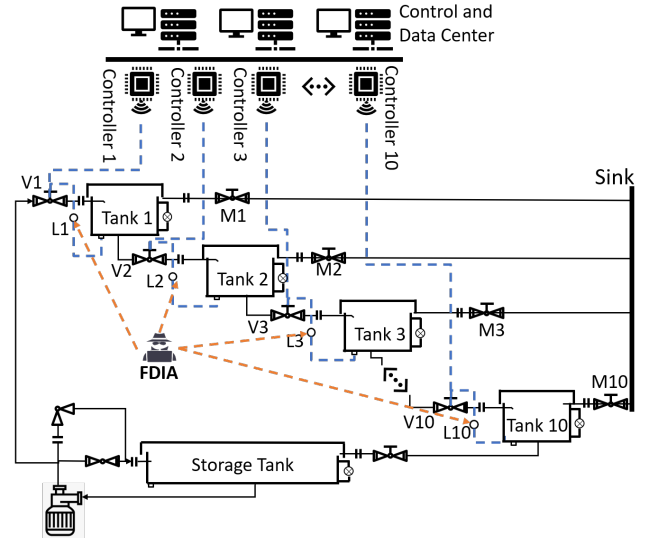 Control and
Data Center
Controller 1
Controller 2
Controller 3
Controller 10
V1
Tank 1
M1
Sink
L1
V2
L2
Tank 2
M2
V3
L3
Tank 3
M3
FDIA
M10
V10
L10
Tank 10
Storage Tank